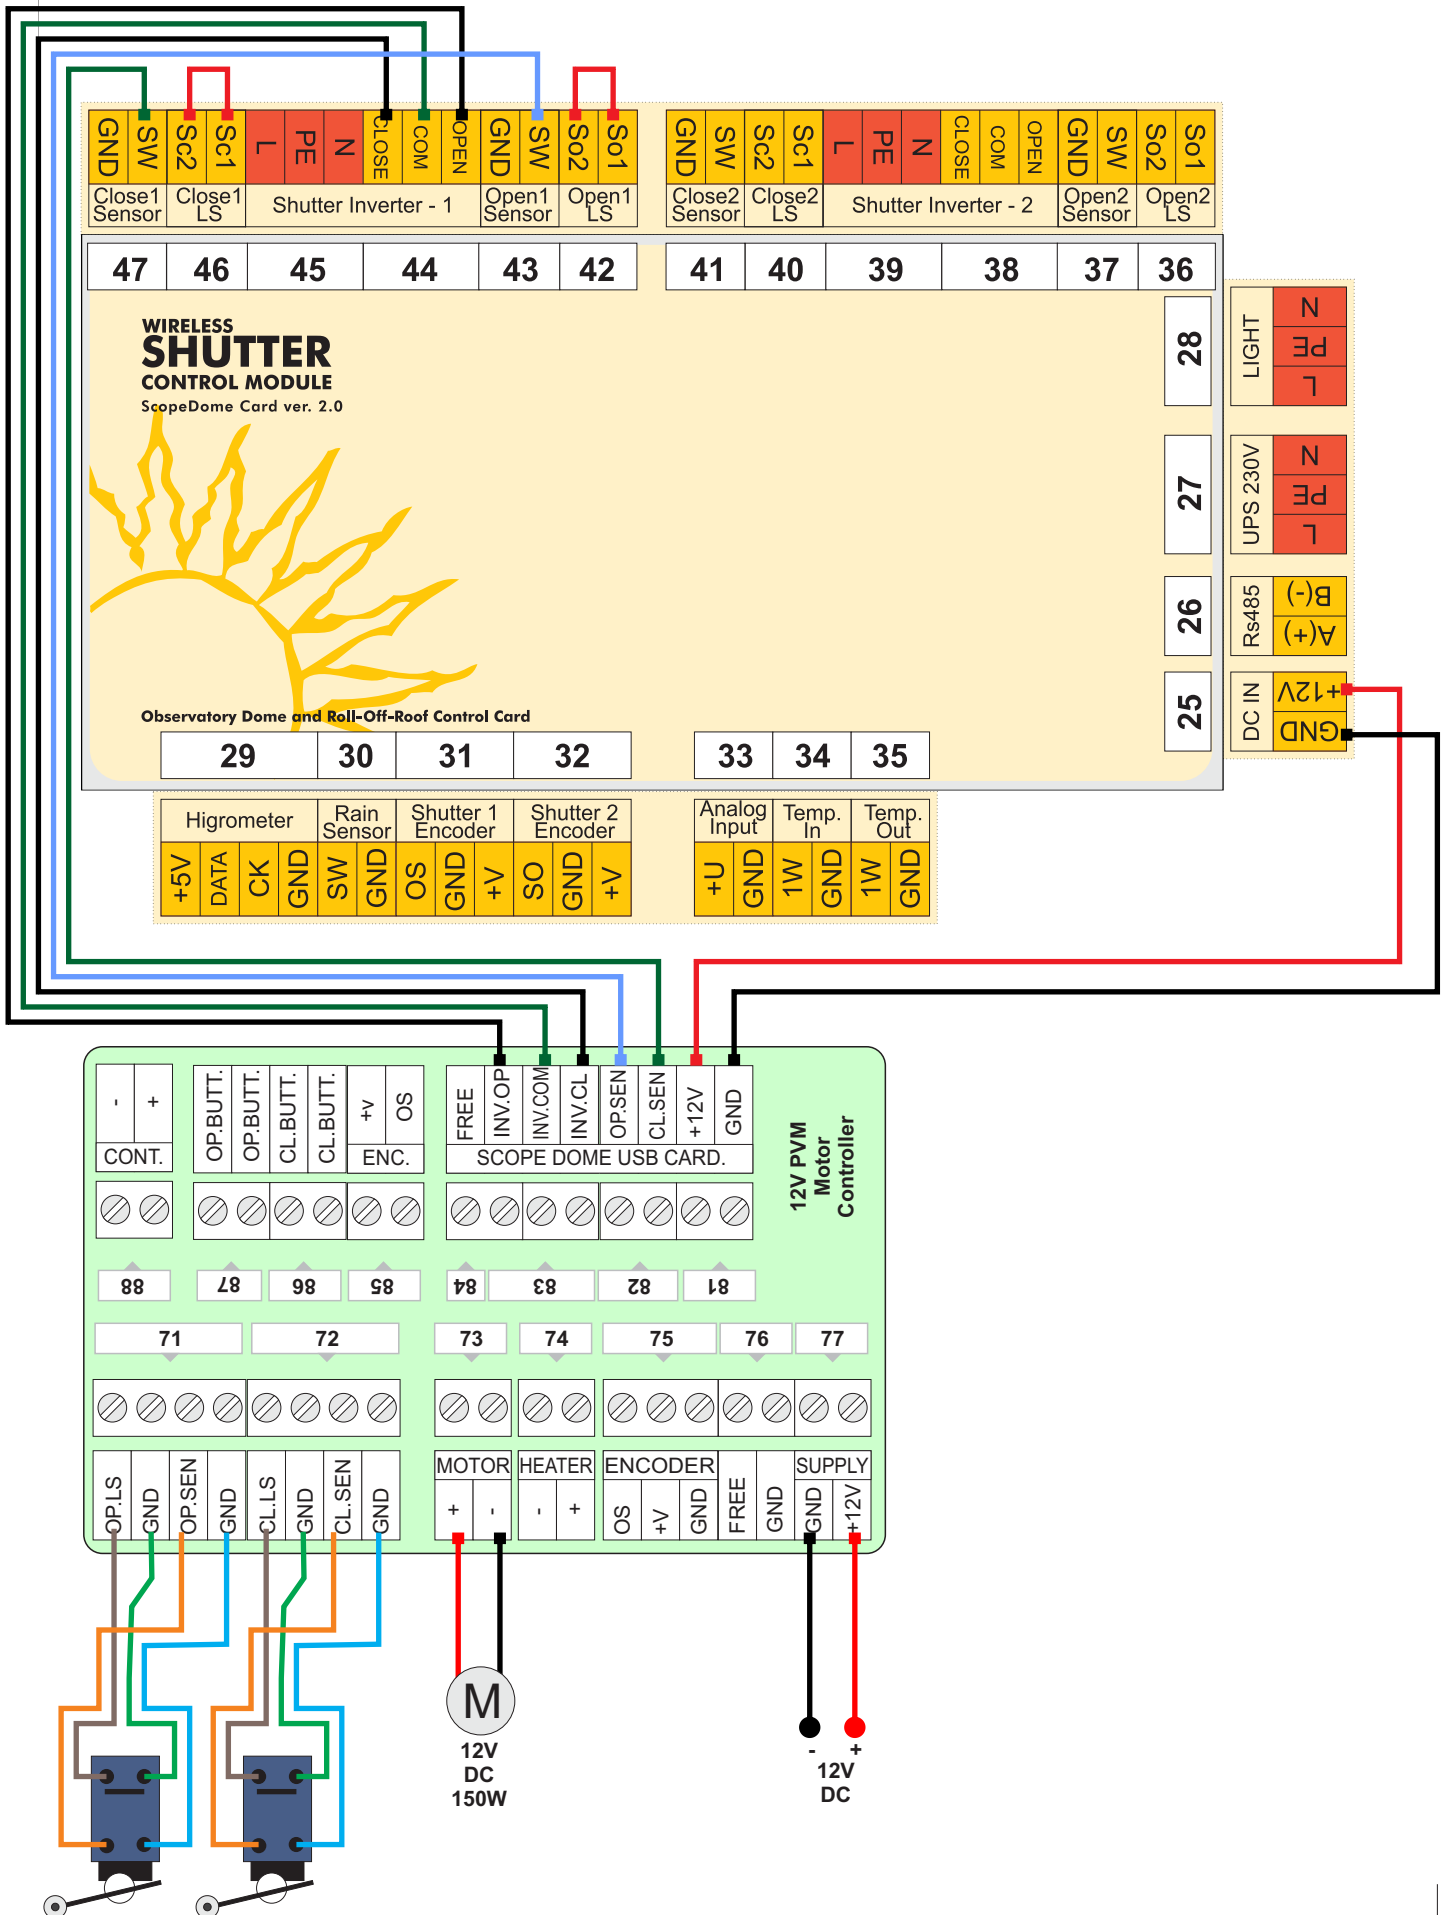 GND SW Sc2 Sc1 L PE N CLOSE COM OPEN GND SW So2 So1
GND SW Sc2 Sc1 L PE N CLOSE COM OPEN GND SW So2 So1
Close1 Sensor
Close1 LS
Shutter Inverter - 1
Open1 Sensor
Open1 LS
Close2 Sensor
Close2 LS
Shutter Inverter - 2
Open2 Sensor
Open2 LS
47 46 45 44 43 42 41 40 39 38 37 36
WIRELESS
SHUTTER
CONTROL MODULE
ScopeDome Card ver. 2.0
28
LIGHT
N
PE
L
27
UPS 230V
N
PE
L
26
Rs485
B(-)
A(+)
25
DC IN
+12V
GND
Observatory Dome and Roll-Off-Roof Control Card
29 30 31 32 33 34 35
Higrometer
Rain Sensor
Shutter 1 Encoder
Shutter 2 Encoder
Analog Input
Temp. In
Temp. Out
+5V DATA CK GND SW GND OS GND +V SO GND +V
+U GND 1W GND 1W GND
- +
OP.BUTT. OP.BUTT. CL.BUTT. CL.BUTT. +v OS
FREE INV.OP INV.COM INV.CL OP.SEN CL.SEN +12V GND
CONT.
ENC.
SCOPE DOME USB CARD.
12V PVM
Motor
Controller
88 87 86 85 84 83 82 81
71 72 73 74 75 76 77
MOTOR HEATER ENCODER SUPPLY
OP.LS GND OP.SEN GND CL.LS GND CL.SEN GND
+ - - + OS +V GND FREE GND GND +12V
M
12V
DC
150W
- +
12V
DC